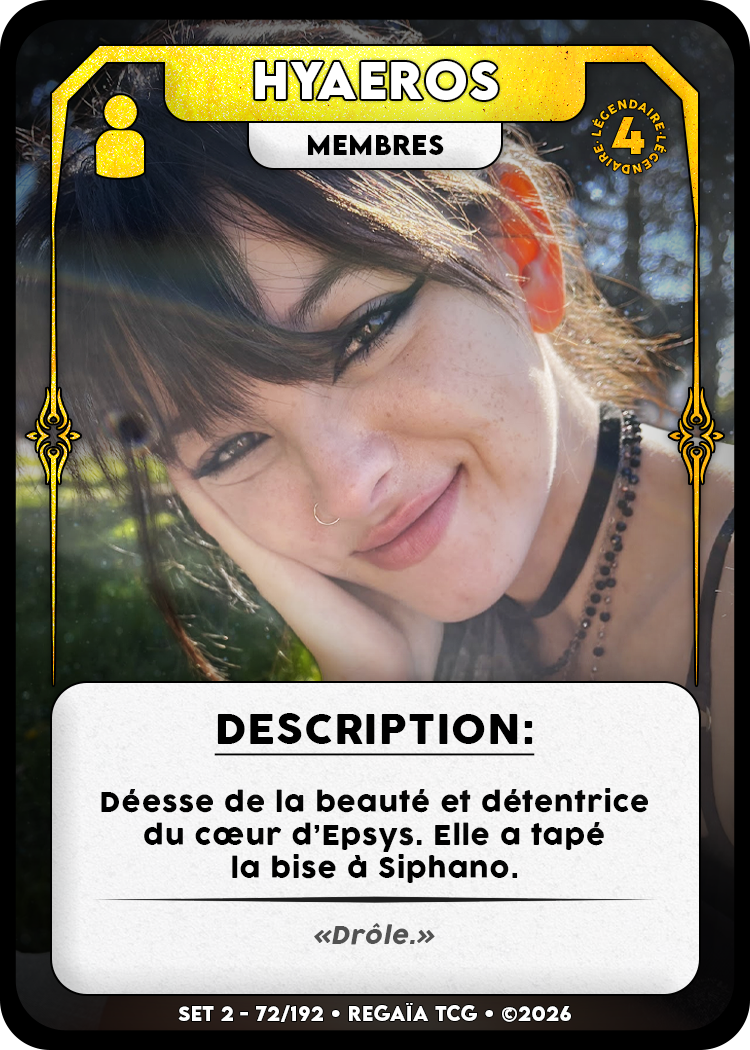 HYAEROS
MEMBRES
LÉGENDAIRE · LÉGENDAIRE ·
4
DESCRIPTION:
Déesse de la beauté et détentrice
du cœur d’Epsys. Elle a tapé
la bise à Siphano.
«Drôle.»
SET 2 - 72/192 • REGAÏA TCG • ©2026